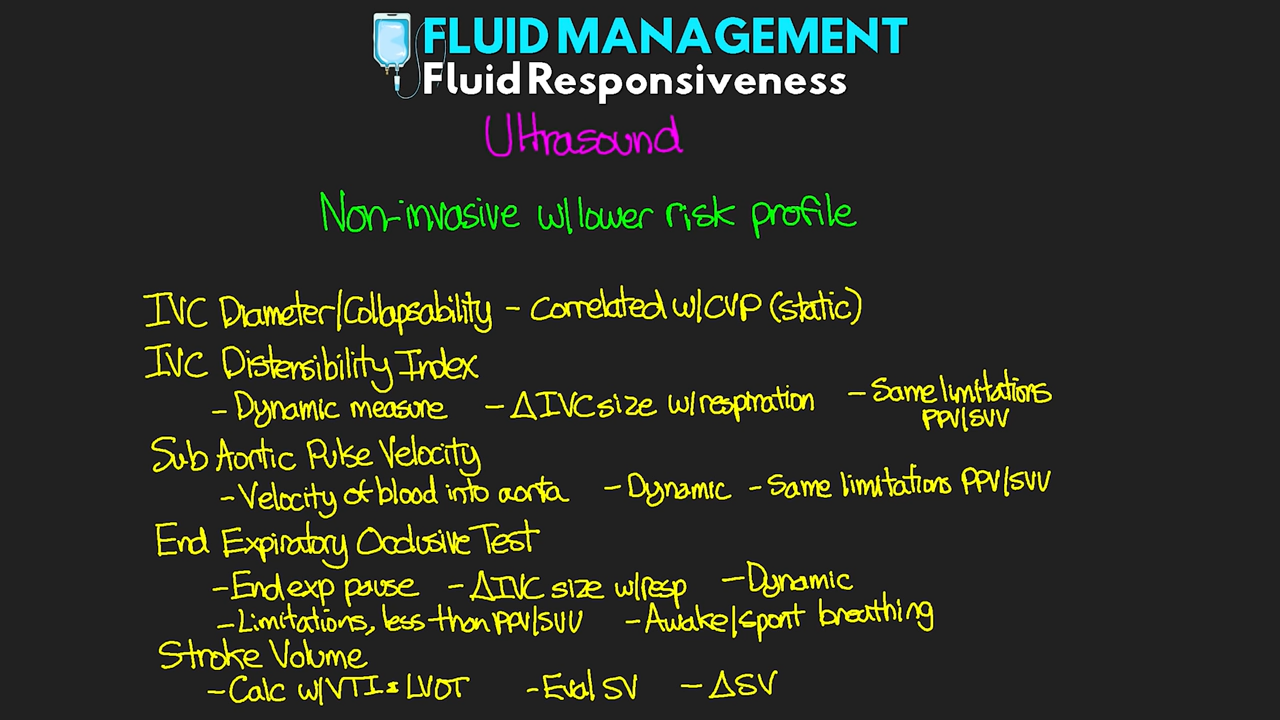 FLUID MANAGEMENT
Fluid Responsiveness
Ultrasound
Non-invasive w/lower risk profile
IVC Diameter/Collapsability - Correlated w/CVP (static)
IVC Distensibility Index
- Dynamic measure - ΔIVC size w/respiration - Same limitations PPV/SVV
Sub Aortic Pulse Velocity
- Velocity of blood into aorta - Dynamic - Same limitations PPV/SVV
End Expiratory Occlusive Test
- End exp pause - ΔIVC size w/resp - Dynamic
- Limitations, less than PPV/SVV - Awake/spont breathing
Stroke Volume
- Calc w/VTI & LVOT - Eval SV - ΔSV